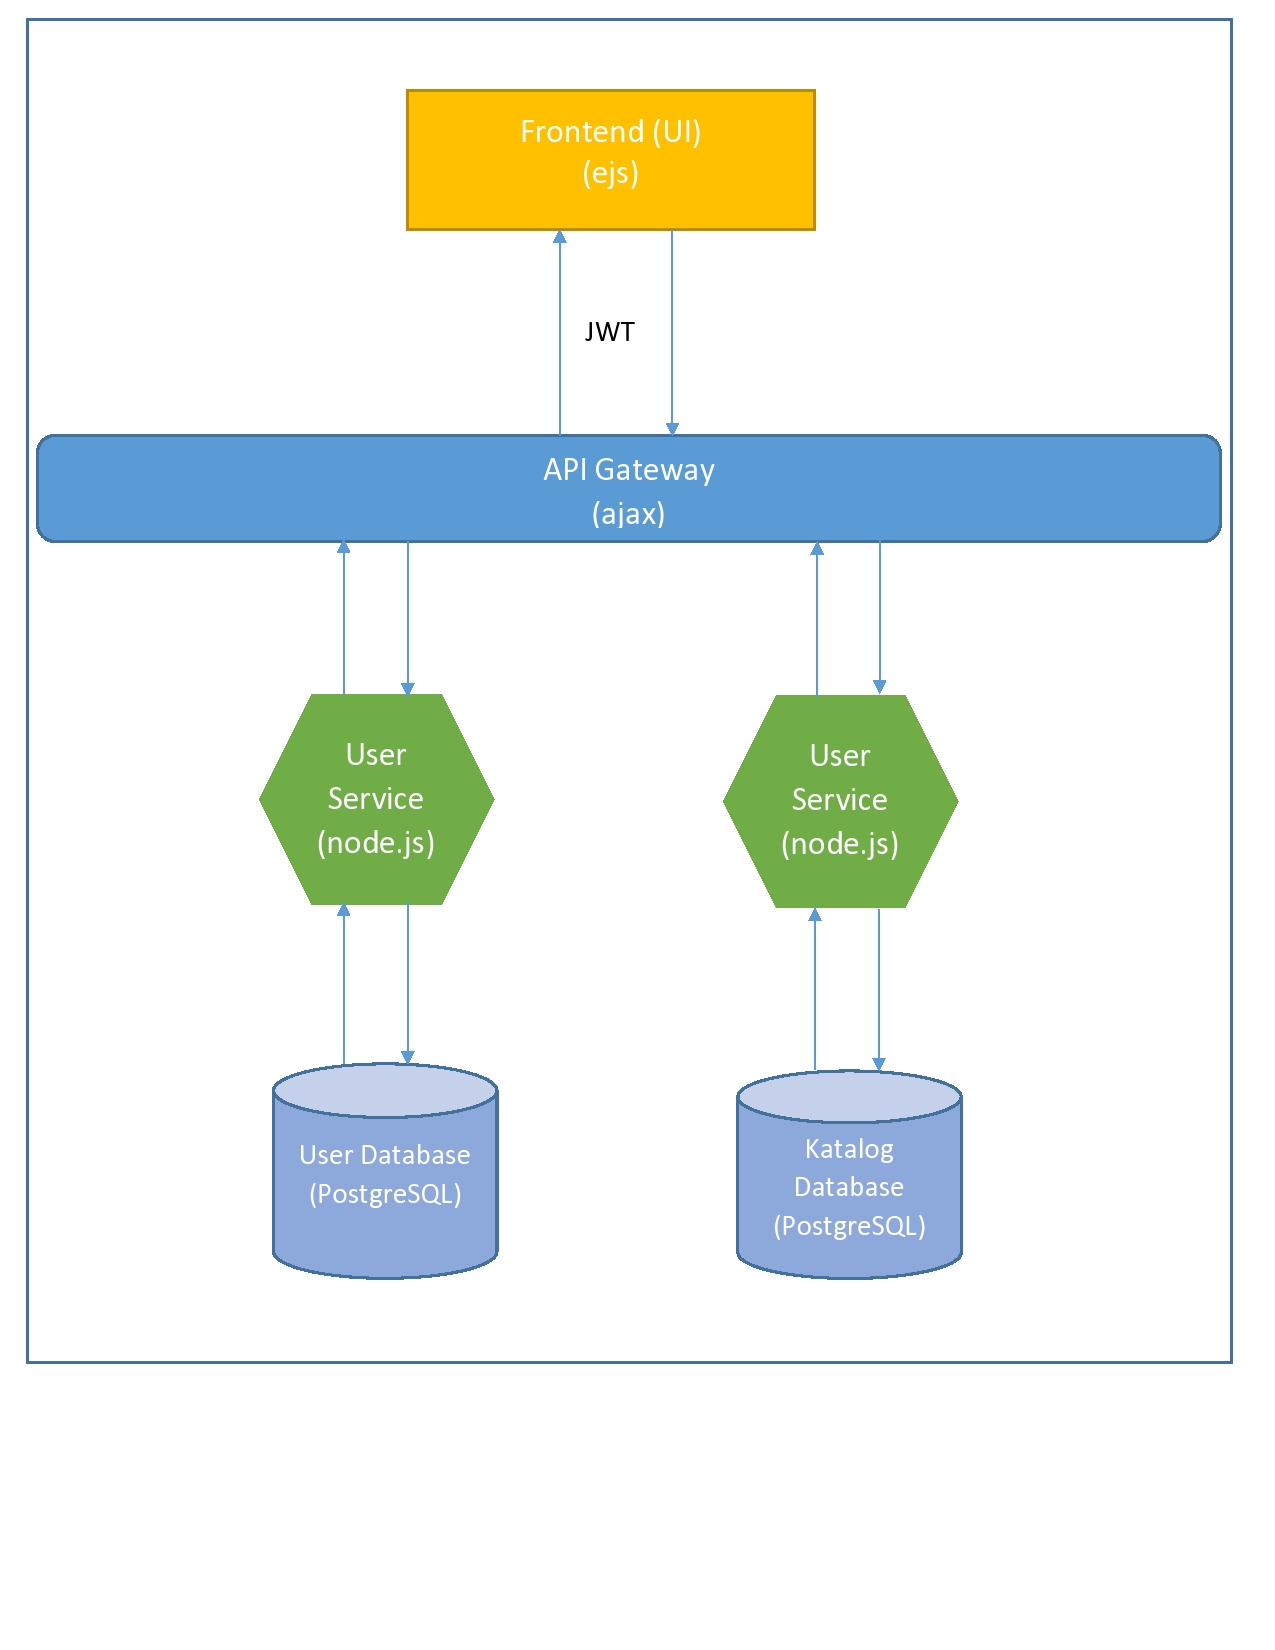 Frontend (UI)
(ejs)
JWT
API Gateway
(ajax)
User
Service
(node.js)
User
Service
(node.js)
User Database
(PostgreSQL)
Katalog
Database
(PostgreSQL)